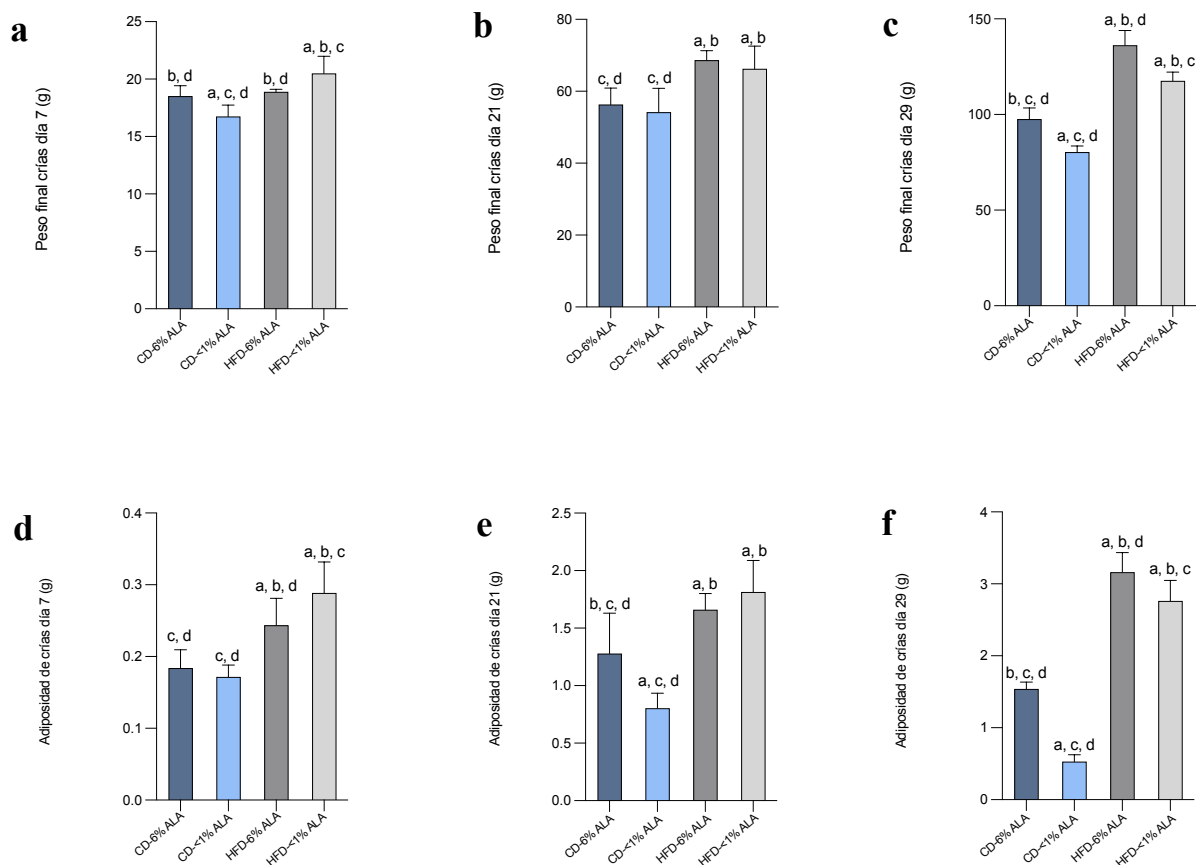 a
Peso final crías día 7 (g)
25
20
15
10
5
0
b, d
a, c, d
b, d
a, b, c
CD-6% ALA
CD-<1% ALA
HFD-6% ALA
HFD-<1% ALA
b
Peso final crías día 21 (g)
80
60
40
20
0
c, d
c, d
a, b
a, b
CD-6% ALA
CD-<1% ALA
HFD-6% ALA
HFD-<1% ALA
c
Peso final crías día 29 (g)
150
100
50
0
b, c, d
a, c, d
a, b, d
a, b, c
CD-6% ALA
CD-<1% ALA
HFD-6% ALA
HFD-<1% ALA
d
Adiposidad de crías día 7 (g)
0.4
0.3
0.2
0.1
0.0
c, d
c, d
a, b, d
a, b, c
CD-6% ALA
CD-<1% ALA
HFD-6% ALA
HFD-<1% ALA
e
Adiposidad de crías día 21 (g)
2.5
2.0
1.5
1.0
0.5
0.0
b, c, d
a, c, d
a, b
a, b
CD-6% ALA
CD-<1% ALA
HFD-6% ALA
HFD-<1% ALA
f
Adiposidad de crías día 29 (g)
4
3
2
1
0
b, c, d
a, c, d
a, b, d
a, b, c
CD-6% ALA
CD-<1% ALA
HFD-6% ALA
HFD-<1% ALA